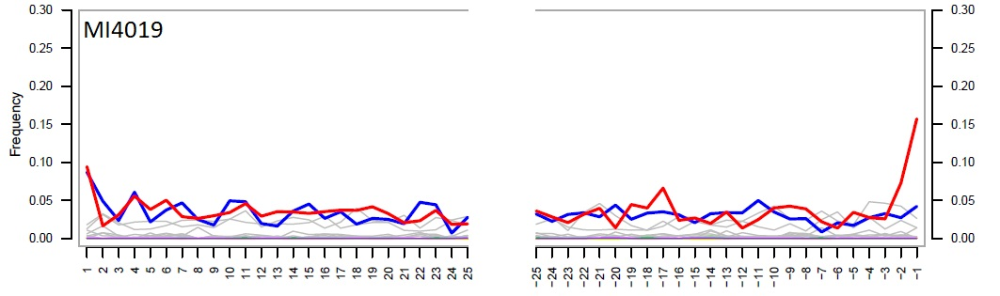 MI4019
Frequency
0.30 0.25 0.20 0.15 0.10 0.05 0.00
1 2 3 4 5 6 7 8 9 10 11 12 13 14 15 16 17 18 19 20 21 22 23 24 25
−25 −24 −23 −22 −21 −20 −19 −18 −17 −16 −15 −14 −13 −12 −11 −10 −9 −8 −7 −6 −5 −4 −3 −2 −1
0.30 0.25 0.20 0.15 0.10 0.05 0.00